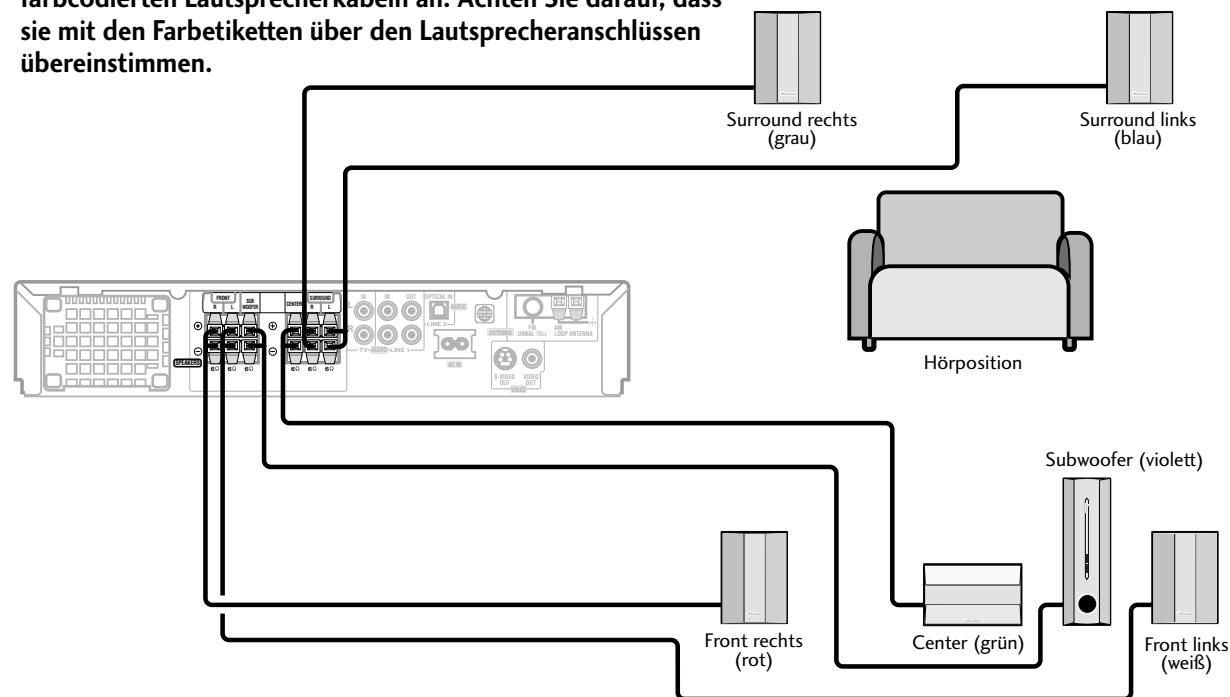 farbcodierten Lautsprecherkabeln an. Achten Sie darauf, dass
sie mit den Farbetiketten über den Lautsprecheranschlüssen
übereinstimmen.
Surround rechts
(grau)
Surround links
(blau)
Hörposition
FRONT
R L
SUB
WOOFER
CENTER
SURROUND
R L
SPEAKERS
6Ω 6Ω 6Ω
6Ω 6Ω 6Ω
IN IN OUT
L
R
TV AUDIO LINE 1
OPTICAL IN
AUDIO
LINE 2
AC IN
ANTENNA
FM
UNBAL 75Ω
AM
LOOP ANTENNA
S-VIDEO
OUT
VIDEO
OUT
VIDEO
Subwoofer (violett)
Front rechts
(rot)
Center (grün)
Front links
(weiß)